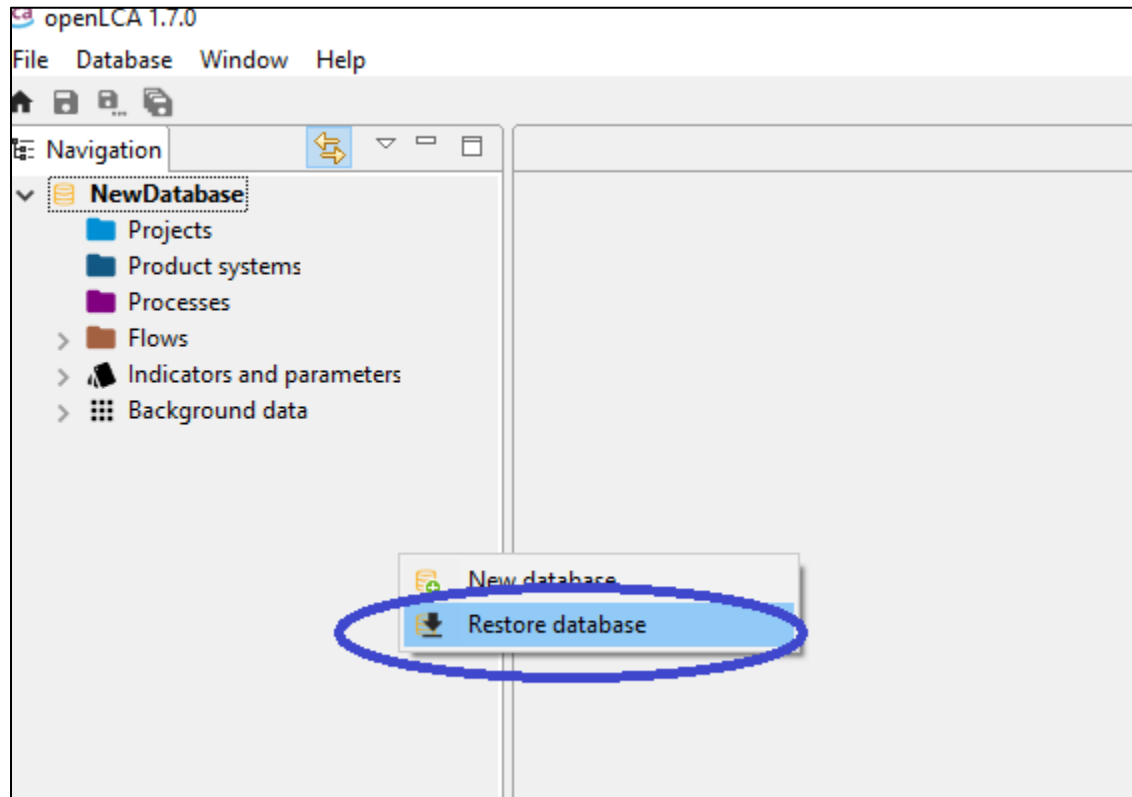 openLCA 1.7.0
File Database Window Help
Navigation
NewDatabase
Projects
Product systems
Processes
Flows
Indicators and parameters
Background data
New database
Restore database